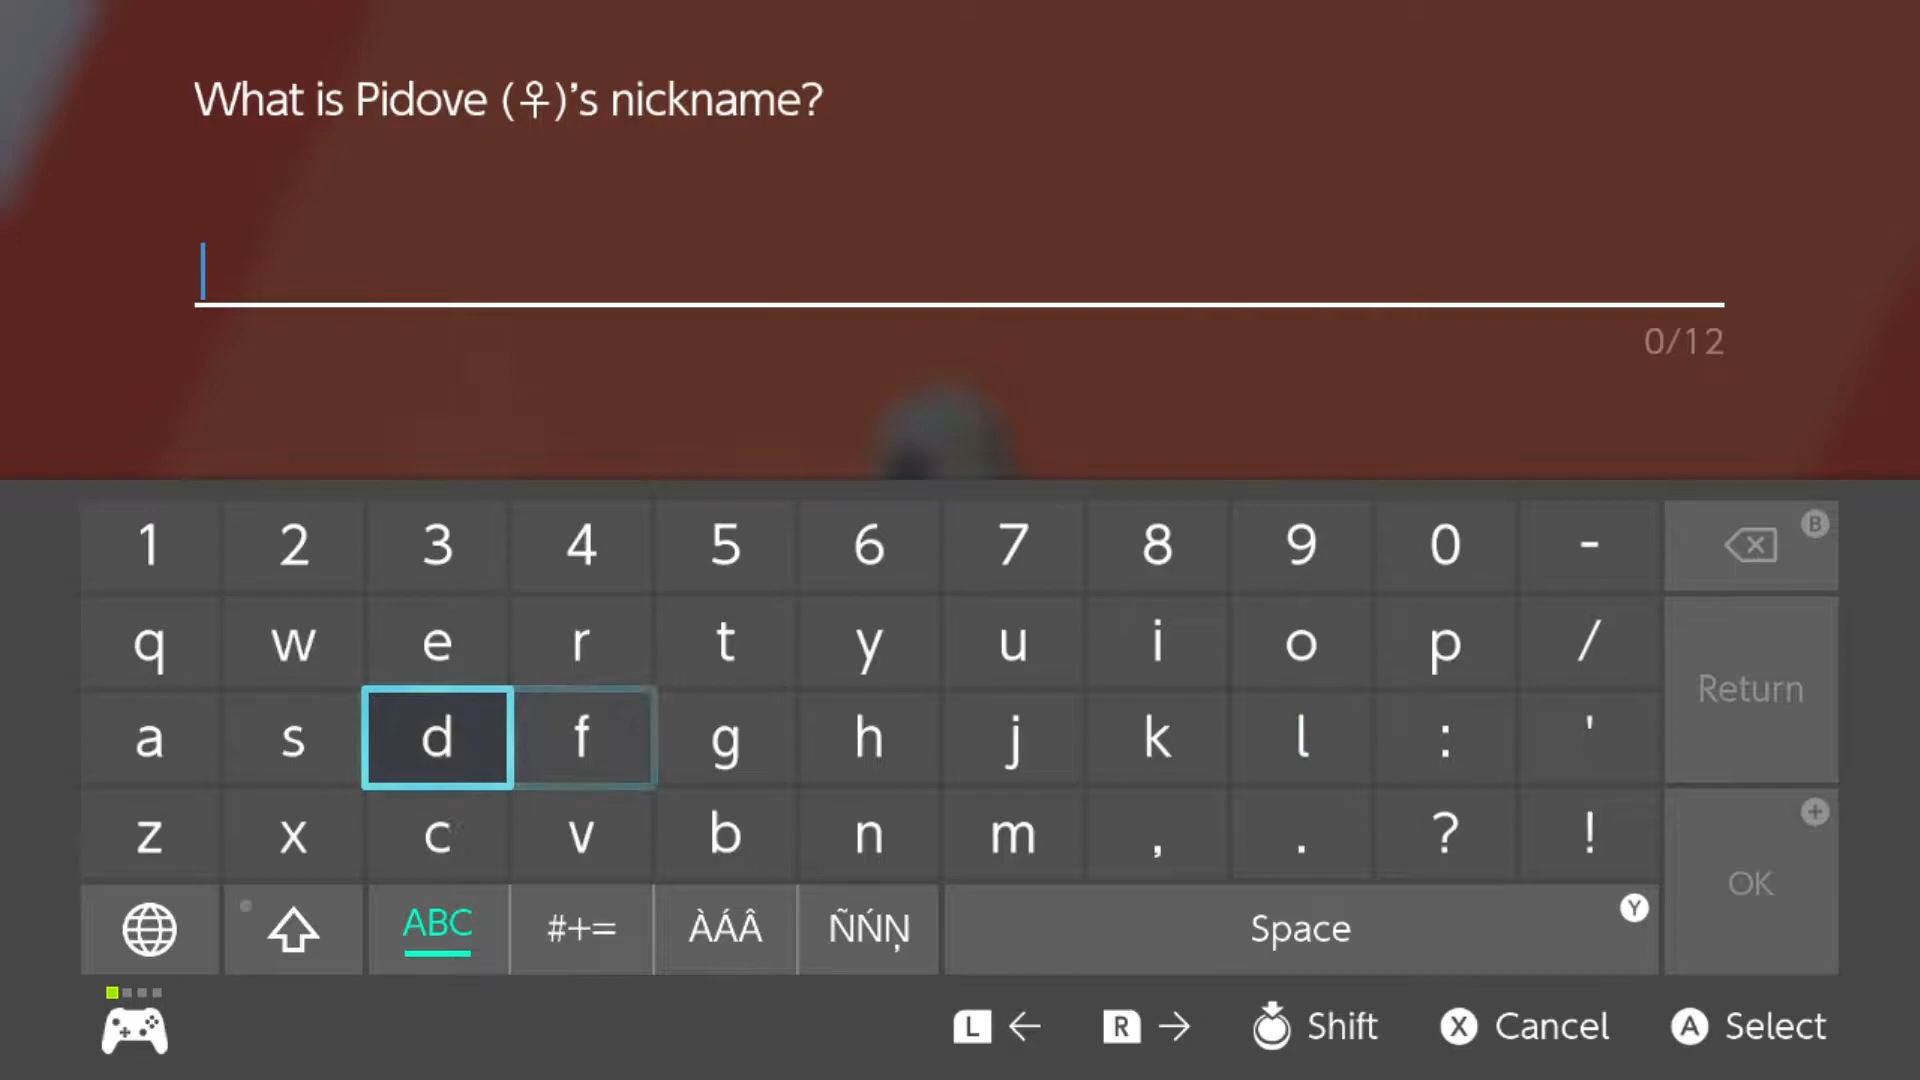 What is Pidove (♀)’s nickname?
0/12
1 2 3 4 5 6 7 8 9 0 - B
q w e r t y u i o p / Return
a s d f g h j k l : '
z x c v b n m , . ? ! +
ABC #+= ÀÁÂ ÑŃŅ Space Y OK
L ← R → Shift X Cancel A Select